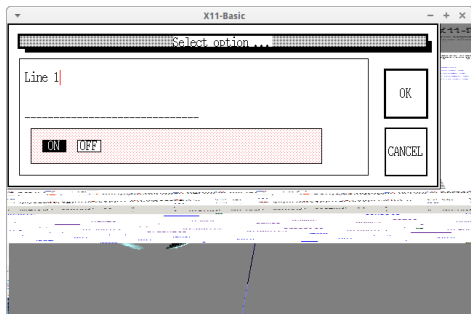 X11-Basic
Select option ...
Line 1
OK
ON OFF
CANCEL